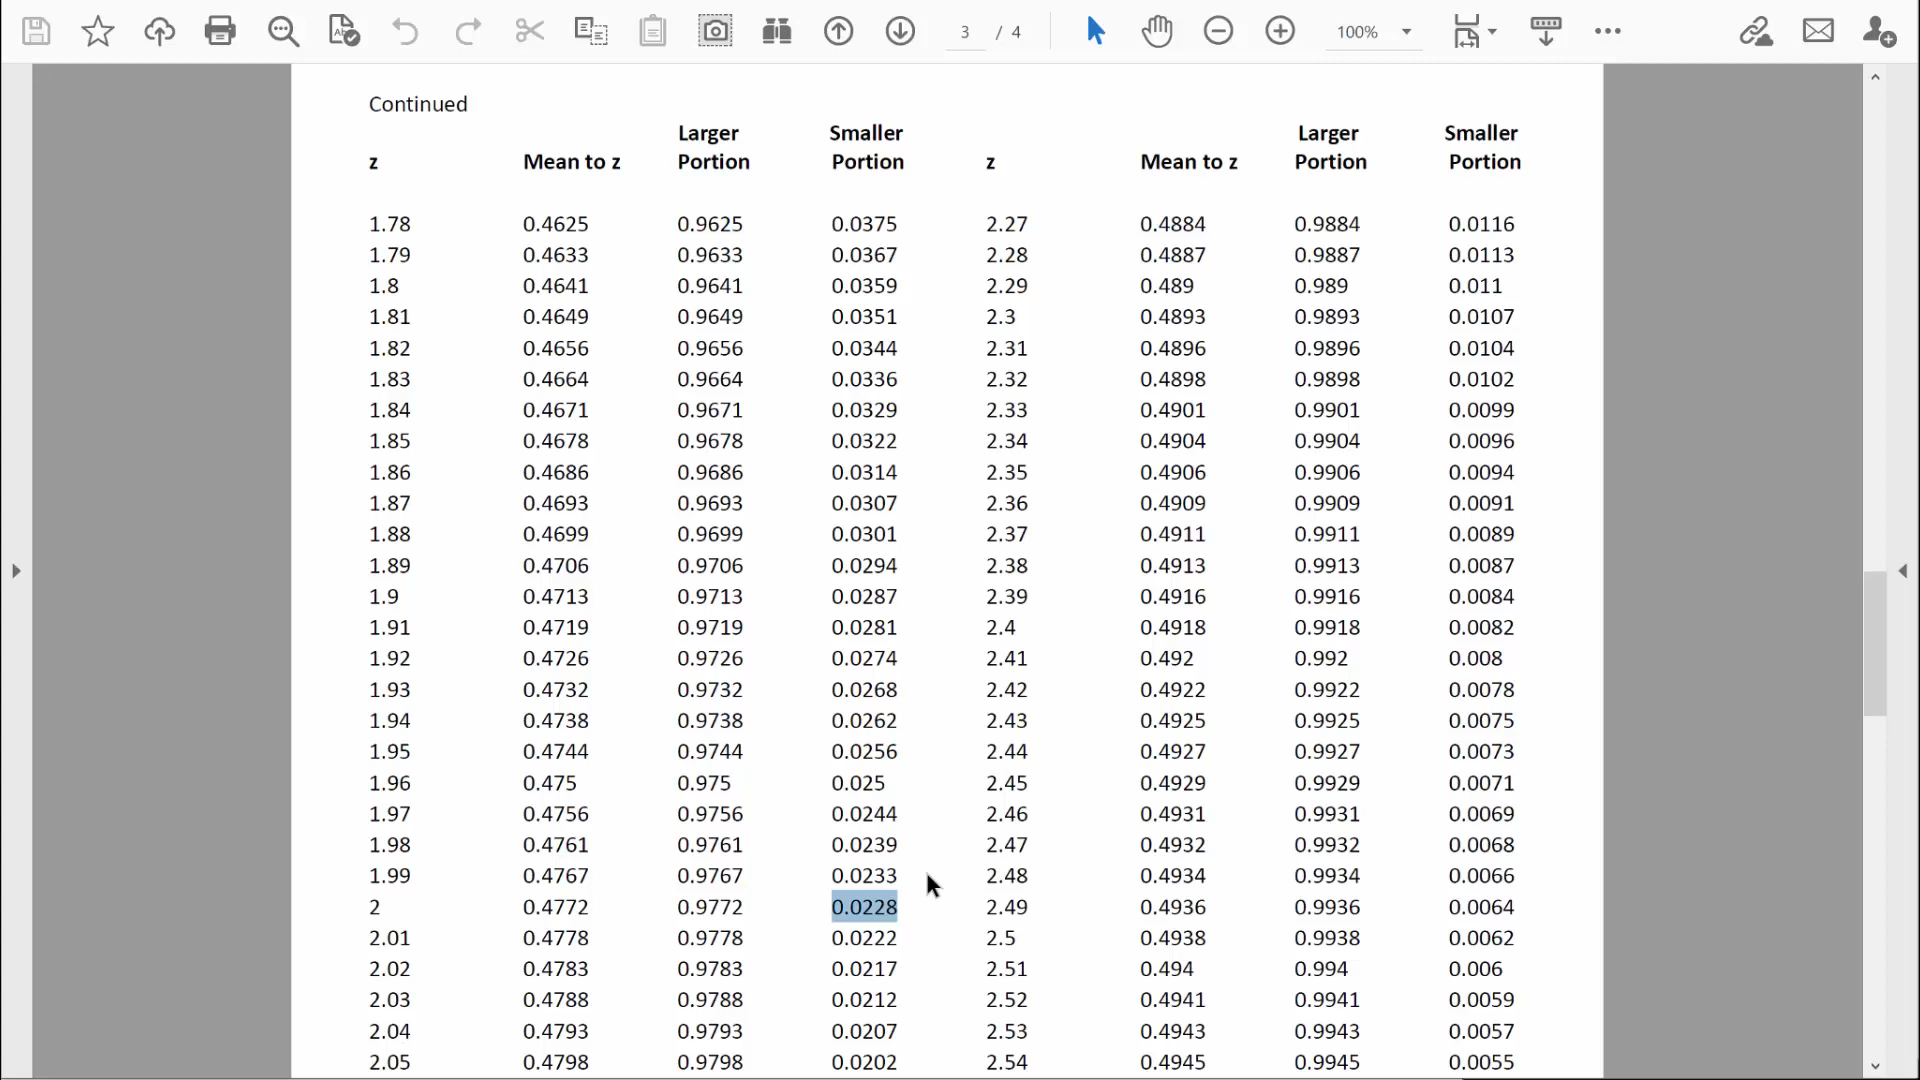 3 / 4 100%
Continued
Larger Smaller Larger Smaller
z Mean to z Portion Portion z Mean to z Portion Portion
1.78 0.4625 0.9625 0.0375 2.27 0.4884 0.9884 0.0116
1.79 0.4633 0.9633 0.0367 2.28 0.4887 0.9887 0.0113
1.8 0.4641 0.9641 0.0359 2.29 0.489 0.989 0.011
1.81 0.4649 0.9649 0.0351 2.3 0.4893 0.9893 0.0107
1.82 0.4656 0.9656 0.0344 2.31 0.4896 0.9896 0.0104
1.83 0.4664 0.9664 0.0336 2.32 0.4898 0.9898 0.0102
1.84 0.4671 0.9671 0.0329 2.33 0.4901 0.9901 0.0099
1.85 0.4678 0.9678 0.0322 2.34 0.4904 0.9904 0.0096
1.86 0.4686 0.9686 0.0314 2.35 0.4906 0.9906 0.0094
1.87 0.4693 0.9693 0.0307 2.36 0.4909 0.9909 0.0091
1.88 0.4699 0.9699 0.0301 2.37 0.4911 0.9911 0.0089
1.89 0.4706 0.9706 0.0294 2.38 0.4913 0.9913 0.0087
1.9 0.4713 0.9713 0.0287 2.39 0.4916 0.9916 0.0084
1.91 0.4719 0.9719 0.0281 2.4 0.4918 0.9918 0.0082
1.92 0.4726 0.9726 0.0274 2.41 0.492 0.992 0.008
1.93 0.4732 0.9732 0.0268 2.42 0.4922 0.9922 0.0078
1.94 0.4738 0.9738 0.0262 2.43 0.4925 0.9925 0.0075
1.95 0.4744 0.9744 0.0256 2.44 0.4927 0.9927 0.0073
1.96 0.475 0.975 0.025 2.45 0.4929 0.9929 0.0071
1.97 0.4756 0.9756 0.0244 2.46 0.4931 0.9931 0.0069
1.98 0.4761 0.9761 0.0239 2.47 0.4932 0.9932 0.0068
1.99 0.4767 0.9767 0.0233 2.48 0.4934 0.9934 0.0066
2 0.4772 0.9772 0.0228 2.49 0.4936 0.9936 0.0064
2.01 0.4778 0.9778 0.0222 2.5 0.4938 0.9938 0.0062
2.02 0.4783 0.9783 0.0217 2.51 0.494 0.994 0.006
2.03 0.4788 0.9788 0.0212 2.52 0.4941 0.9941 0.0059
2.04 0.4793 0.9793 0.0207 2.53 0.4943 0.9943 0.0057
2.05 0.4798 0.9798 0.0202 2.54 0.4945 0.9945 0.0055